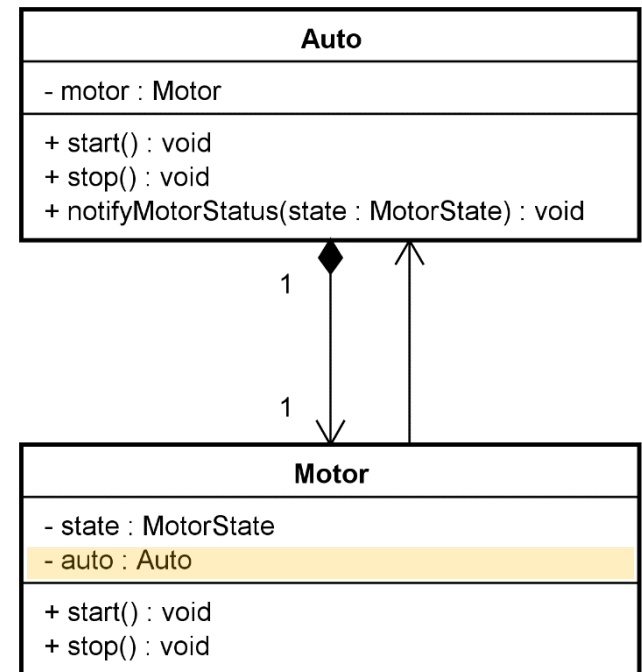 Auto
- motor : Motor
+ start() : void
+ stop() : void
+ notifyMotorStatus(state : MotorState) : void
1
1
Motor
- state : MotorState
- auto : Auto
+ start() : void
+ stop() : void